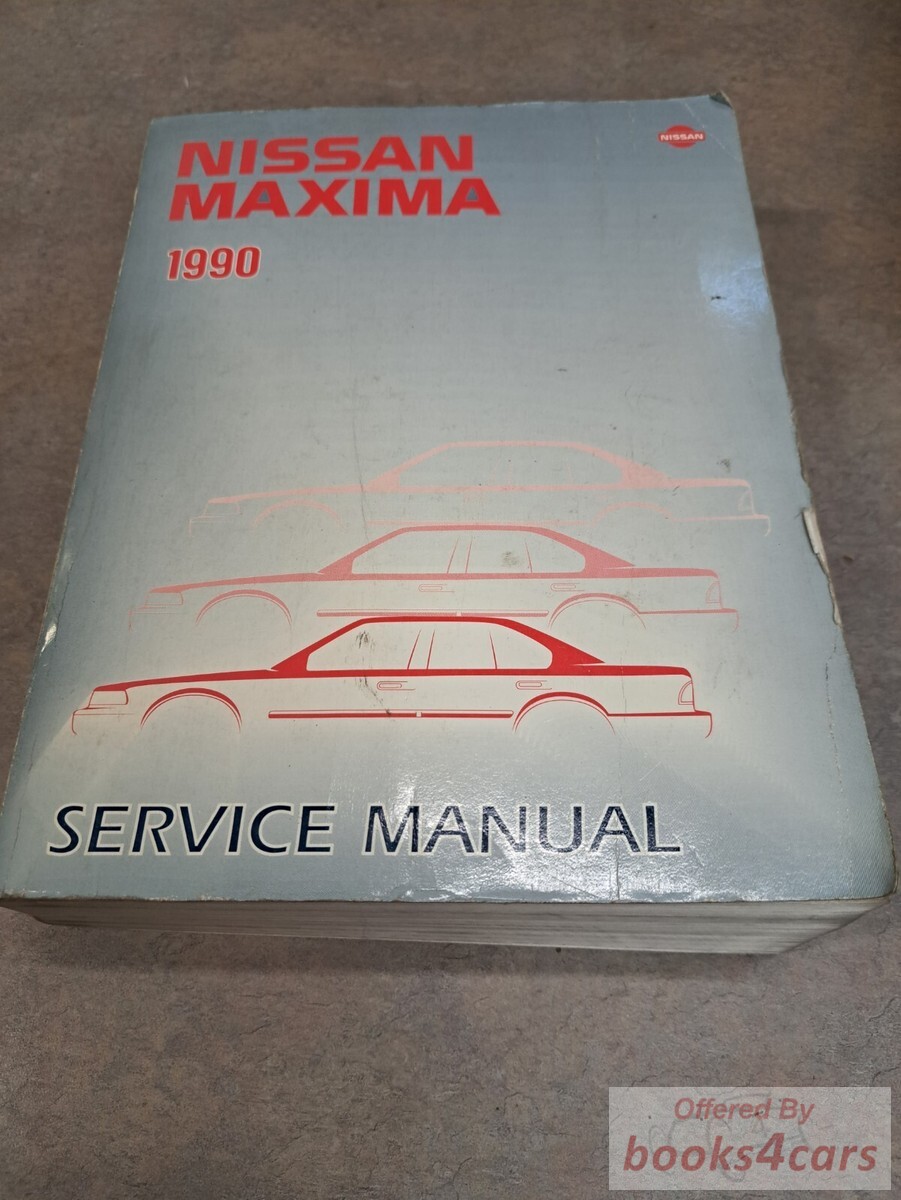 NISSAN
MAXIMA
NISSAN
1990
SERVICE MANUAL
Offered By
books4cars